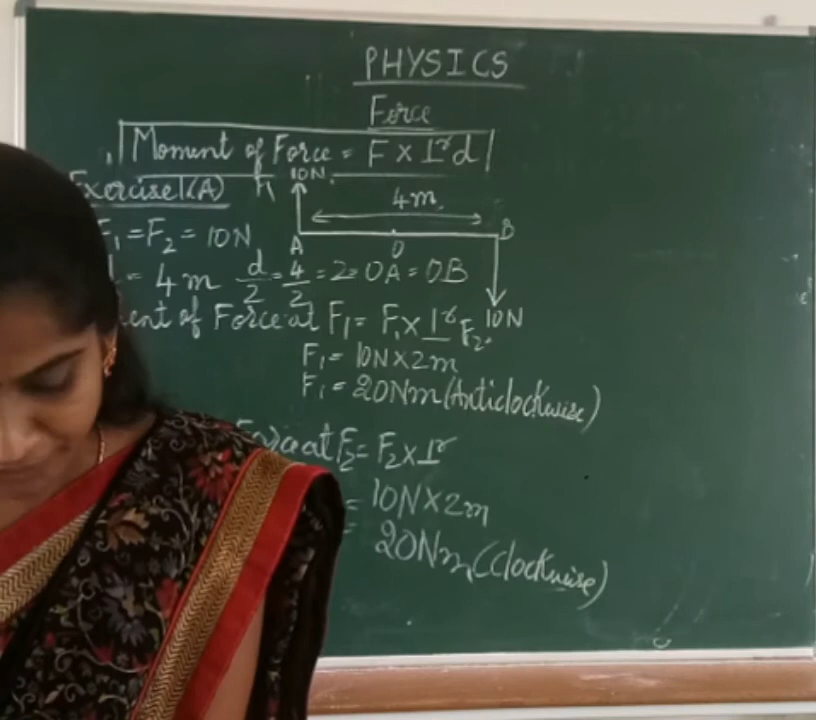 PHYSICS
Force
Moment of Force = F x ⊥ʳ d
Exercise 1(A)
F₁ 10N
4m
A O B
F₁ = F₂ = 10N
= 4m d/2 = 4/2 = 2 = OA = OB
F₂ 10N
ent of Force at F₁ = F₁ x ⊥ʳ
F₁ = 10N x 2m
F₁ = 20Nm (Anticlockwise)
Force at F₂ = F₂ x ⊥ʳ
= 10N x 2m
= 20Nm (Clockwise)